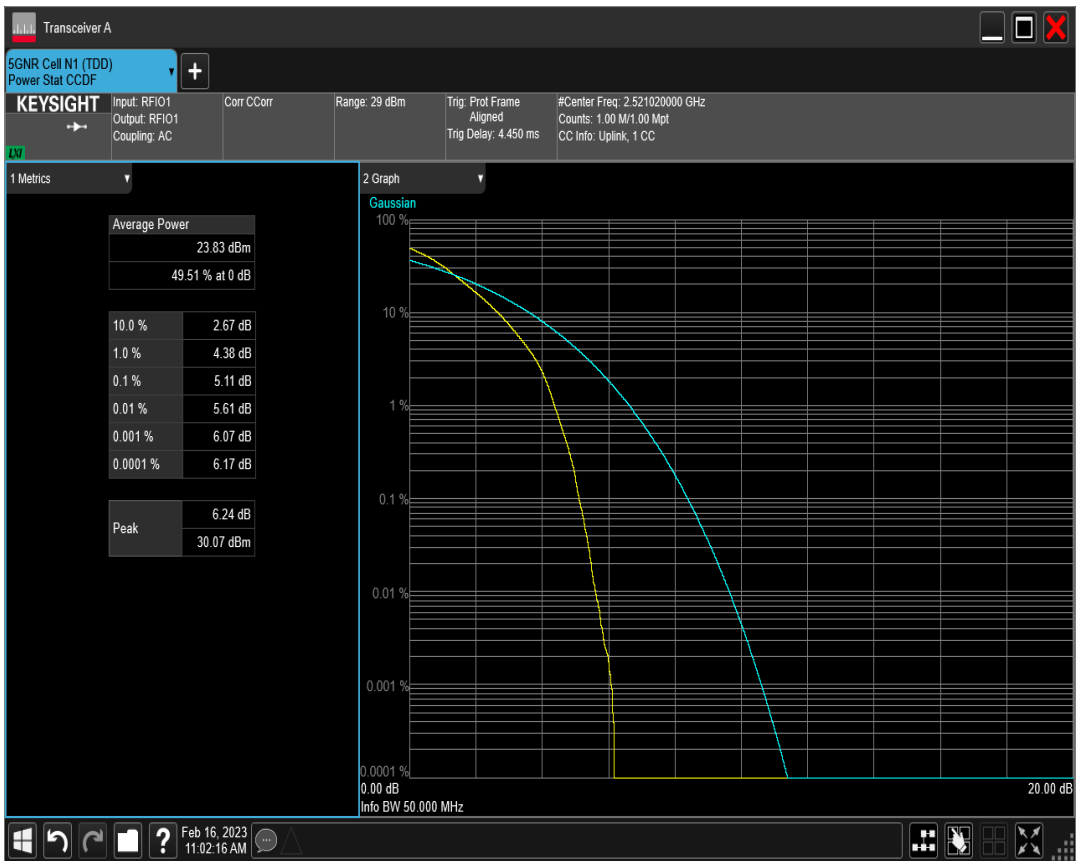 Transceiver A
5GNR Cell N1 (TDD)
Power Stat CCDF
+
KEYSIGHT
LXI
Input: RFIO1
Output: RFIO1
Coupling: AC
Corr CCorr
Range: 29 dBm
Trig: Prot Frame
Aligned
Trig Delay: 4.450 ms
#Center Freq: 2.521020000 GHz
Counts: 1.00 M/1.00 Mpt
CC Info: Uplink, 1 CC
1 Metrics
Average Power
23.83 dBm
49.51 % at 0 dB
10.0 % 2.67 dB
1.0 % 4.38 dB
0.1 % 5.11 dB
0.01 % 5.61 dB
0.001 % 6.07 dB
0.0001 % 6.17 dB
Peak
6.24 dB
30.07 dBm
2 Graph
Gaussian
100 %
10 %
1 %
0.1 %
0.01 %
0.001 %
0.0001 %
0.00 dB 20.00 dB
Info BW 50.000 MHz
?
Feb 16, 2023
11:02:16 AM